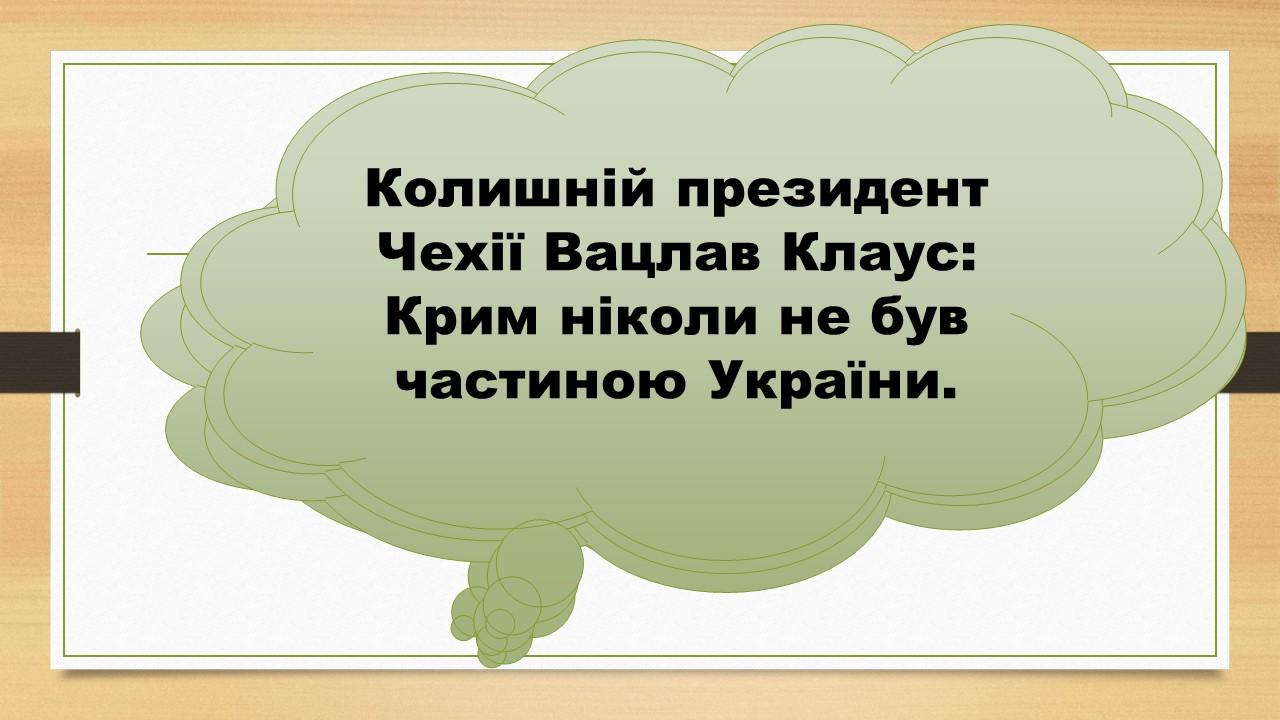 Колишній президент
Чехії Вацлав Клаус:
Крим ніколи не був
частиною України.